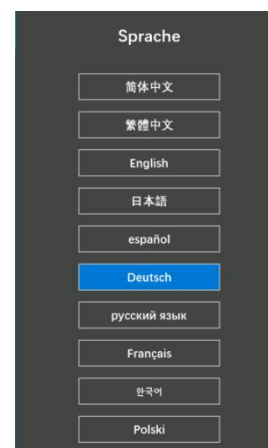 Sprache
简体中文
繁體中文
English
日本語
español
Deutsch
русский язык
Français
한국어
Polski